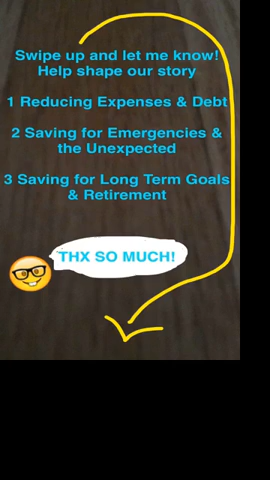 Swipe up and let me know!
Help shape our story
1 Reducing Expenses & Debt
2 Saving for Emergencies &
the Unexpected
3 Saving for Long Term Goals
& Retirement
THX SO MUCH!